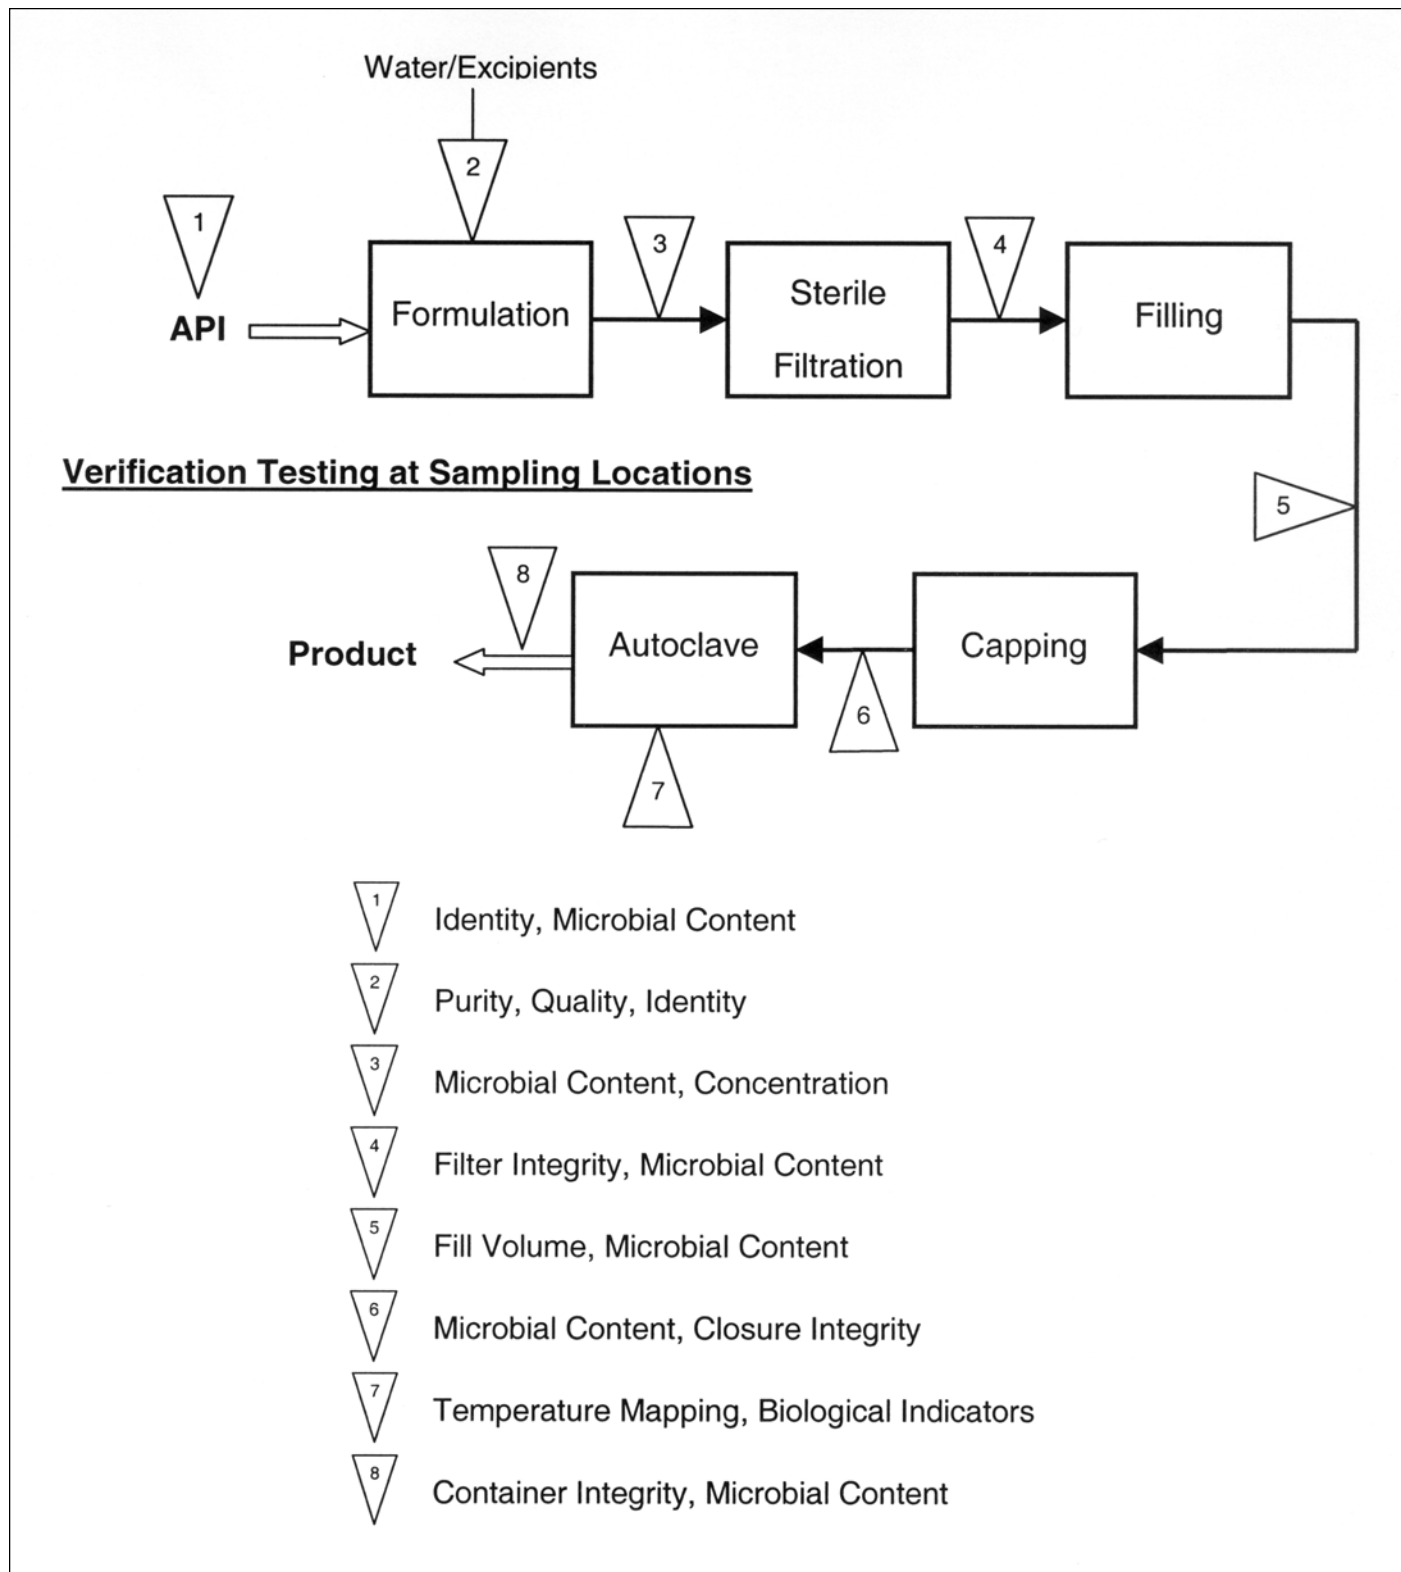 Water/Excipients
2
1
3
4
API
Formulation
Sterile
Filtration
Filling
Verification Testing at Sampling Locations
5
8
Product
Autoclave
Capping
6
7
1 Identity, Microbial Content
2 Purity, Quality, Identity
3 Microbial Content, Concentration
4 Filter Integrity, Microbial Content
5 Fill Volume, Microbial Content
6 Microbial Content, Closure Integrity
7 Temperature Mapping, Biological Indicators
8 Container Integrity, Microbial Content